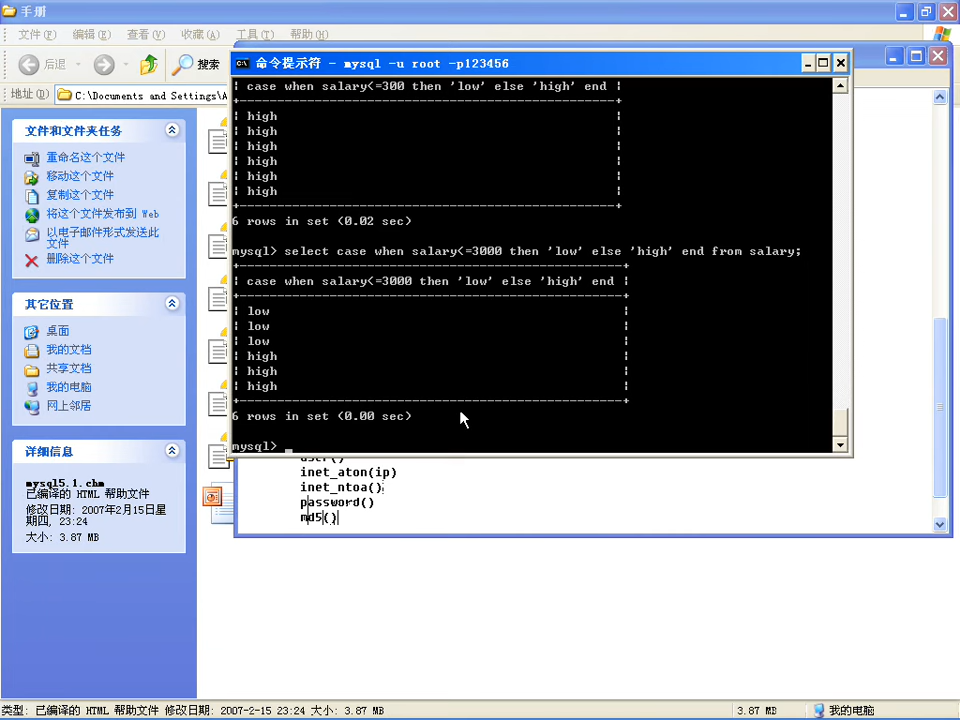 手册
文件(F) 编辑(E) 查看(V) 收藏(A) 工具(T) 帮助(H)
后退 搜索
地址(D) C:\Documents and Settings\A
文件和文件夹任务
重命名这个文件
移动这个文件
复制这个文件
将这个文件发布到 Web
以电子邮件形式发送此
文件
删除这个文件
其它位置
桌面
我的文档
共享文档
我的电脑
网上邻居
详细信息
mysql5.1.chm
已编译的 HTML 帮助文件
修改日期: 2007年2月15日星
期四, 23:24
大小: 3.87 MB
命令提示符 - mysql -u root -p123456
| case when salary<=300 then 'low' else 'high' end |
| high |
| high |
| high |
| high |
| high |
| high |
6 rows in set (0.02 sec)
mysql> select case when salary<=3000 then 'low' else 'high' end from salary;
| case when salary<=3000 then 'low' else 'high' end |
| low |
| low |
| low |
| high |
| high |
| high |
6 rows in set (0.00 sec)
mysql> _
inet_aton(ip)
inet_ntoa()
password()
md5()
类型: 已编译的 HTML 帮助文件 修改日期: 2007-2-15 23:24 大小: 3.87 MB 3.87 MB 我的电脑